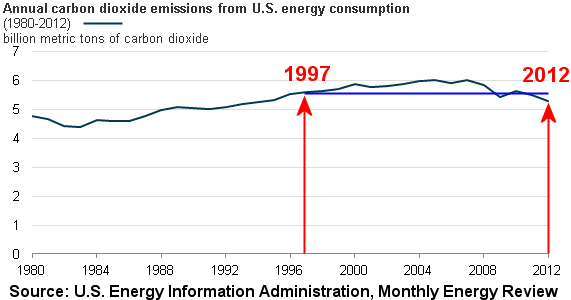 Annual carbon dioxide emissions from U.S. energy consumption
(1980-2012)
billion metric tons of carbon dioxide
7
6
5
4
3
2
1
0
1997
2012
1980 1984 1988 1992 1996 2000 2004 2008 2012
Source: U.S. Energy Information Administration, Monthly Energy Review